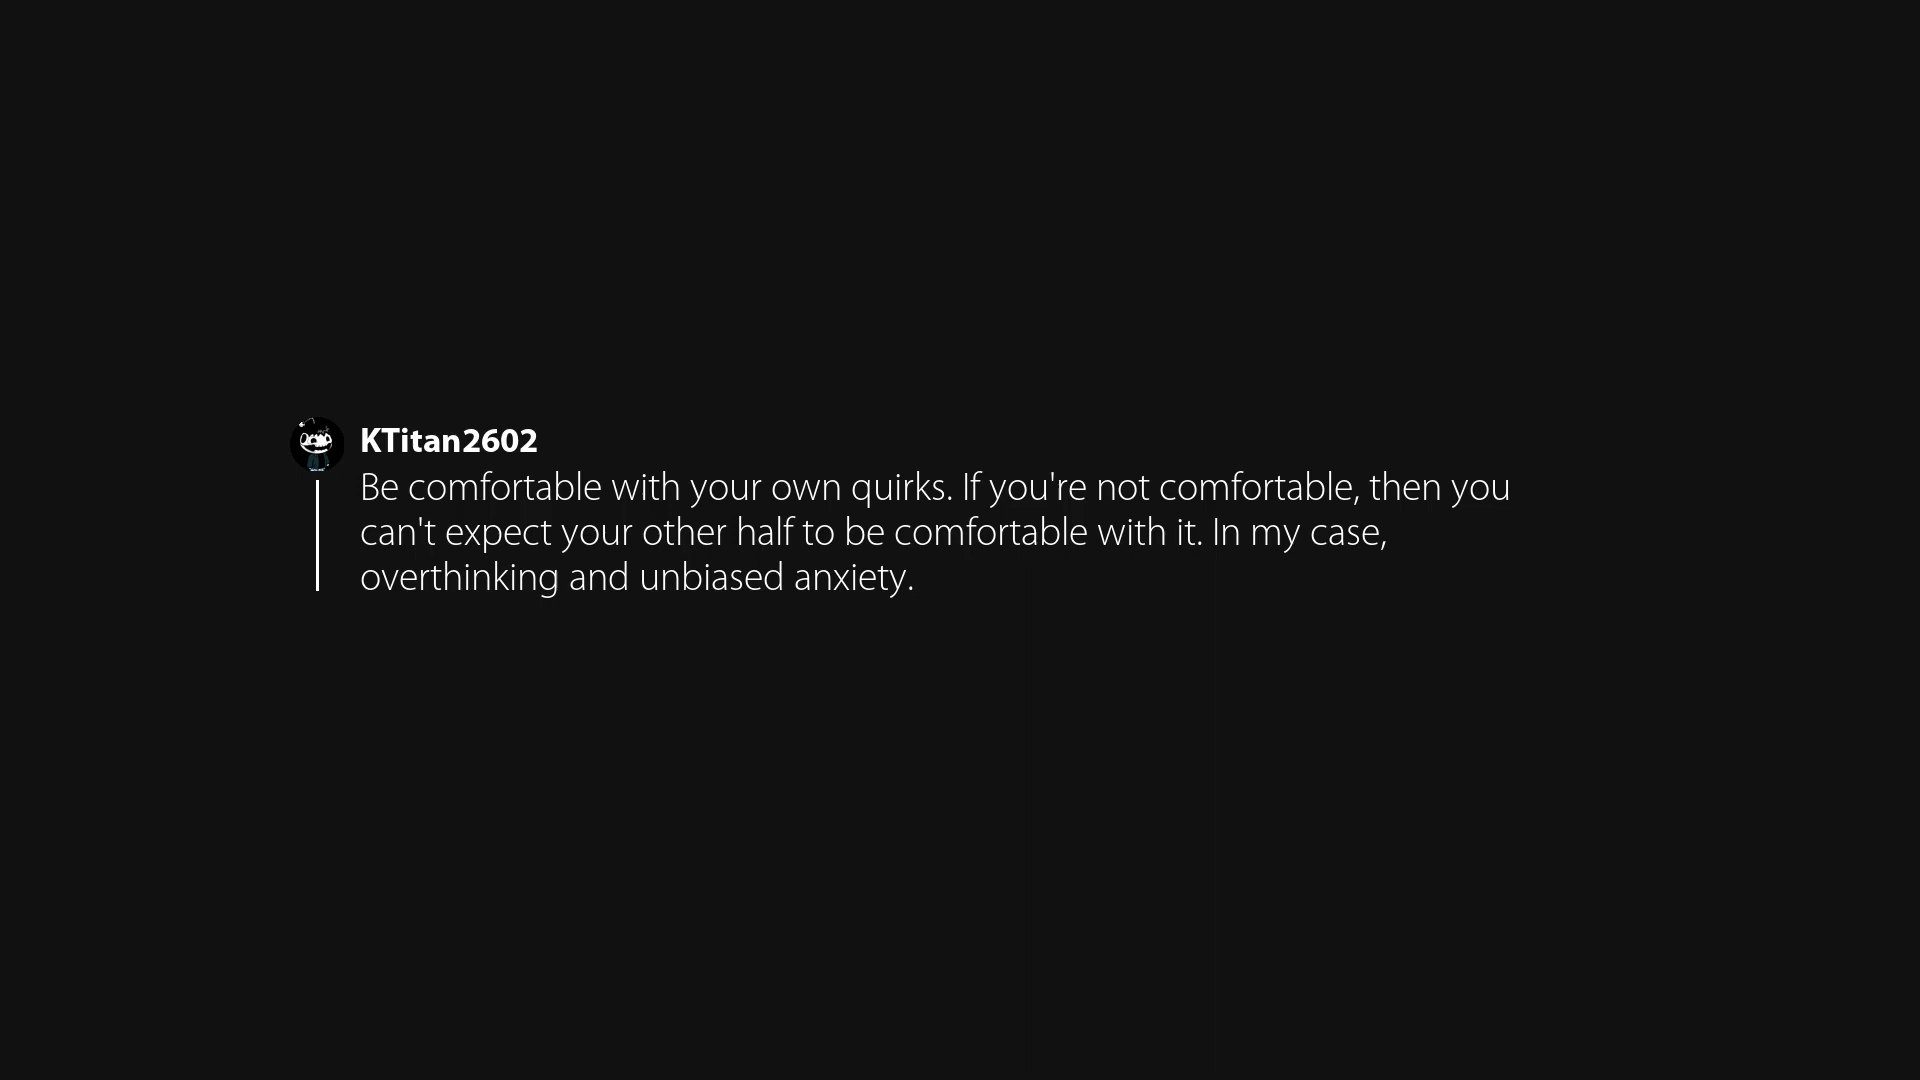 KTitan2602
Be comfortable with your own quirks. If you're not comfortable, then you
can't expect your other half to be comfortable with it. In my case,
overthinking and unbiased anxiety.